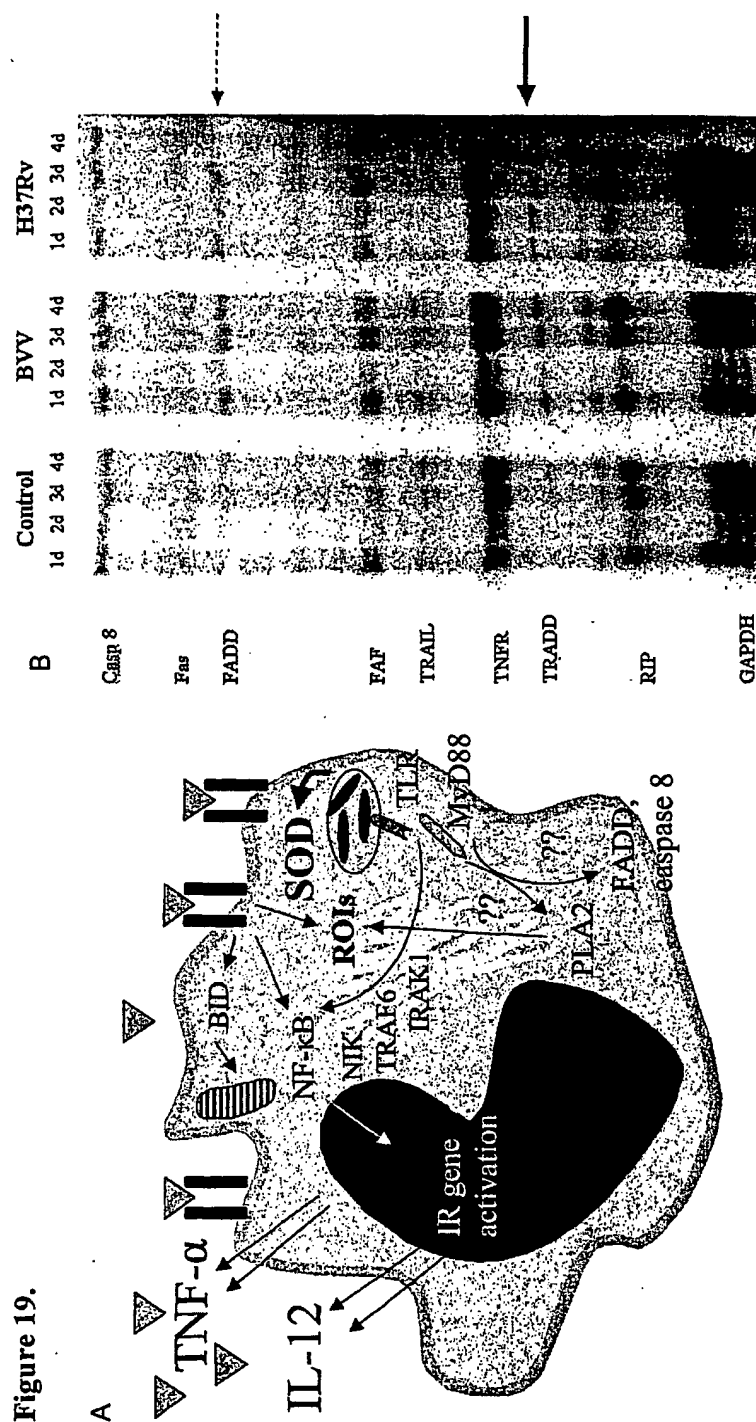 Figure 19.
A
TNF-α
IL-12
BID
NF-κB
ROIs
SOD
NIK
TRAF6
IRAK1
TLR
MyD88
??
??
PLA2
FADD,
caspase 8
IR gene
activation
B
Control
BVV
H37Rv
1d 2d 3d 4d
1d 2d 3d 4d
1d 2d 3d 4d
Casp 8
Fas
FADD
FAF
TRAIL
TNFR
TRADD
RIP
GAPDH